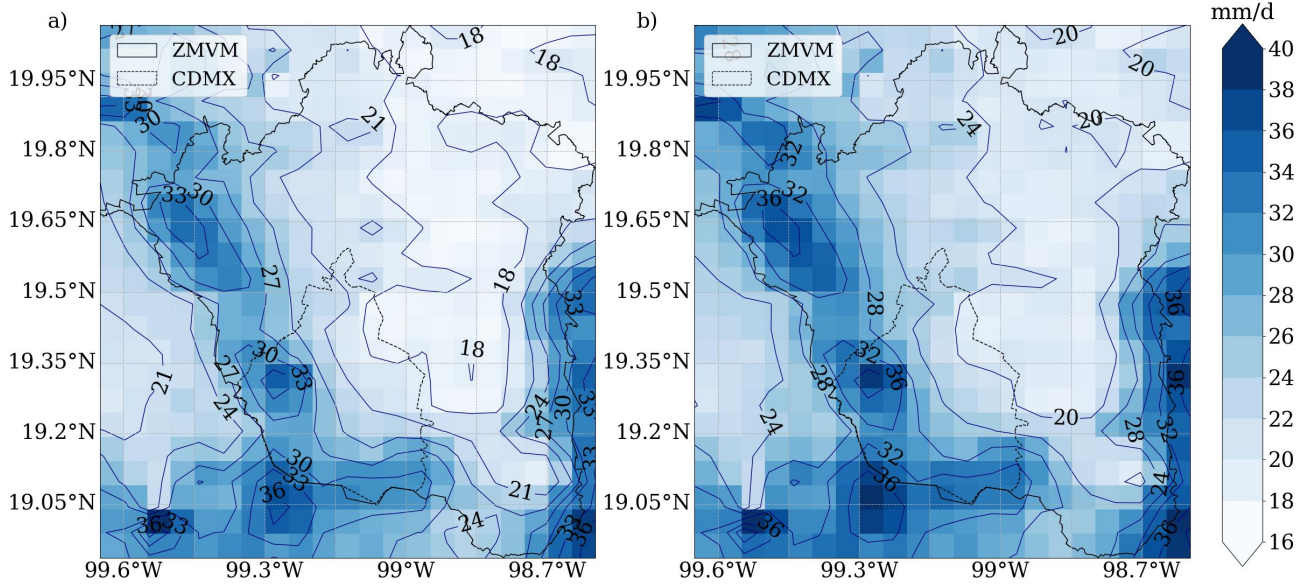 a)
b)
mm/d
ZMVM
CDMX
ZMVM
CDMX
19.95°N
19.8°N
19.65°N
19.5°N
19.35°N
19.2°N
19.05°N
99.6°W
99.3°W
99°W
98.7°W
18
18
30
21
33
30
27
18
33
30
18
33
27
21
24
24
30
33
27
30
33
33
36
21
24
36
33
33
36
19.95°N
19.8°N
19.65°N
19.5°N
19.35°N
19.2°N
19.05°N
99.6°W
99.3°W
99°W
98.7°W
28
20
20
24
20
32
32
36
28
36
32
36
28
36
24
20
28
32
32
36
24
36
36
40
38
36
34
32
30
28
26
24
22
20
18
16